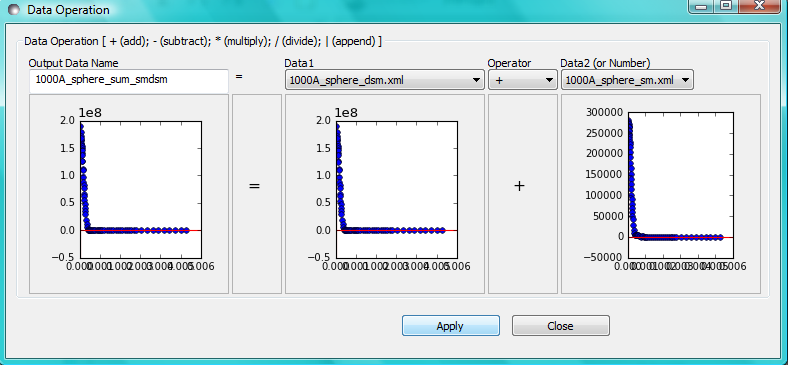 Data Operation
Data Operation [ + (add); - (subtract); * (multiply); / (divide); | (append) ]
Output Data Name Data1 Operator Data2 (or Number)
1000A_sphere_sum_smdsm = 1000A_sphere_dsm.xml + 1000A_sphere_sm.xml
1e8
2.0
1.5
1.0
0.5
0.0
−0.5
0.000 0.001 0.002 0.003 0.004 0.005 0.006
=
1e8
2.0
1.5
1.0
0.5
0.0
−0.5
0.000 0.001 0.002 0.003 0.004 0.005 0.006
+
300000
250000
200000
150000
100000
50000
0
−50000
0.000 0.001 0.002 0.003 0.004 0.005 0.006
Apply Close